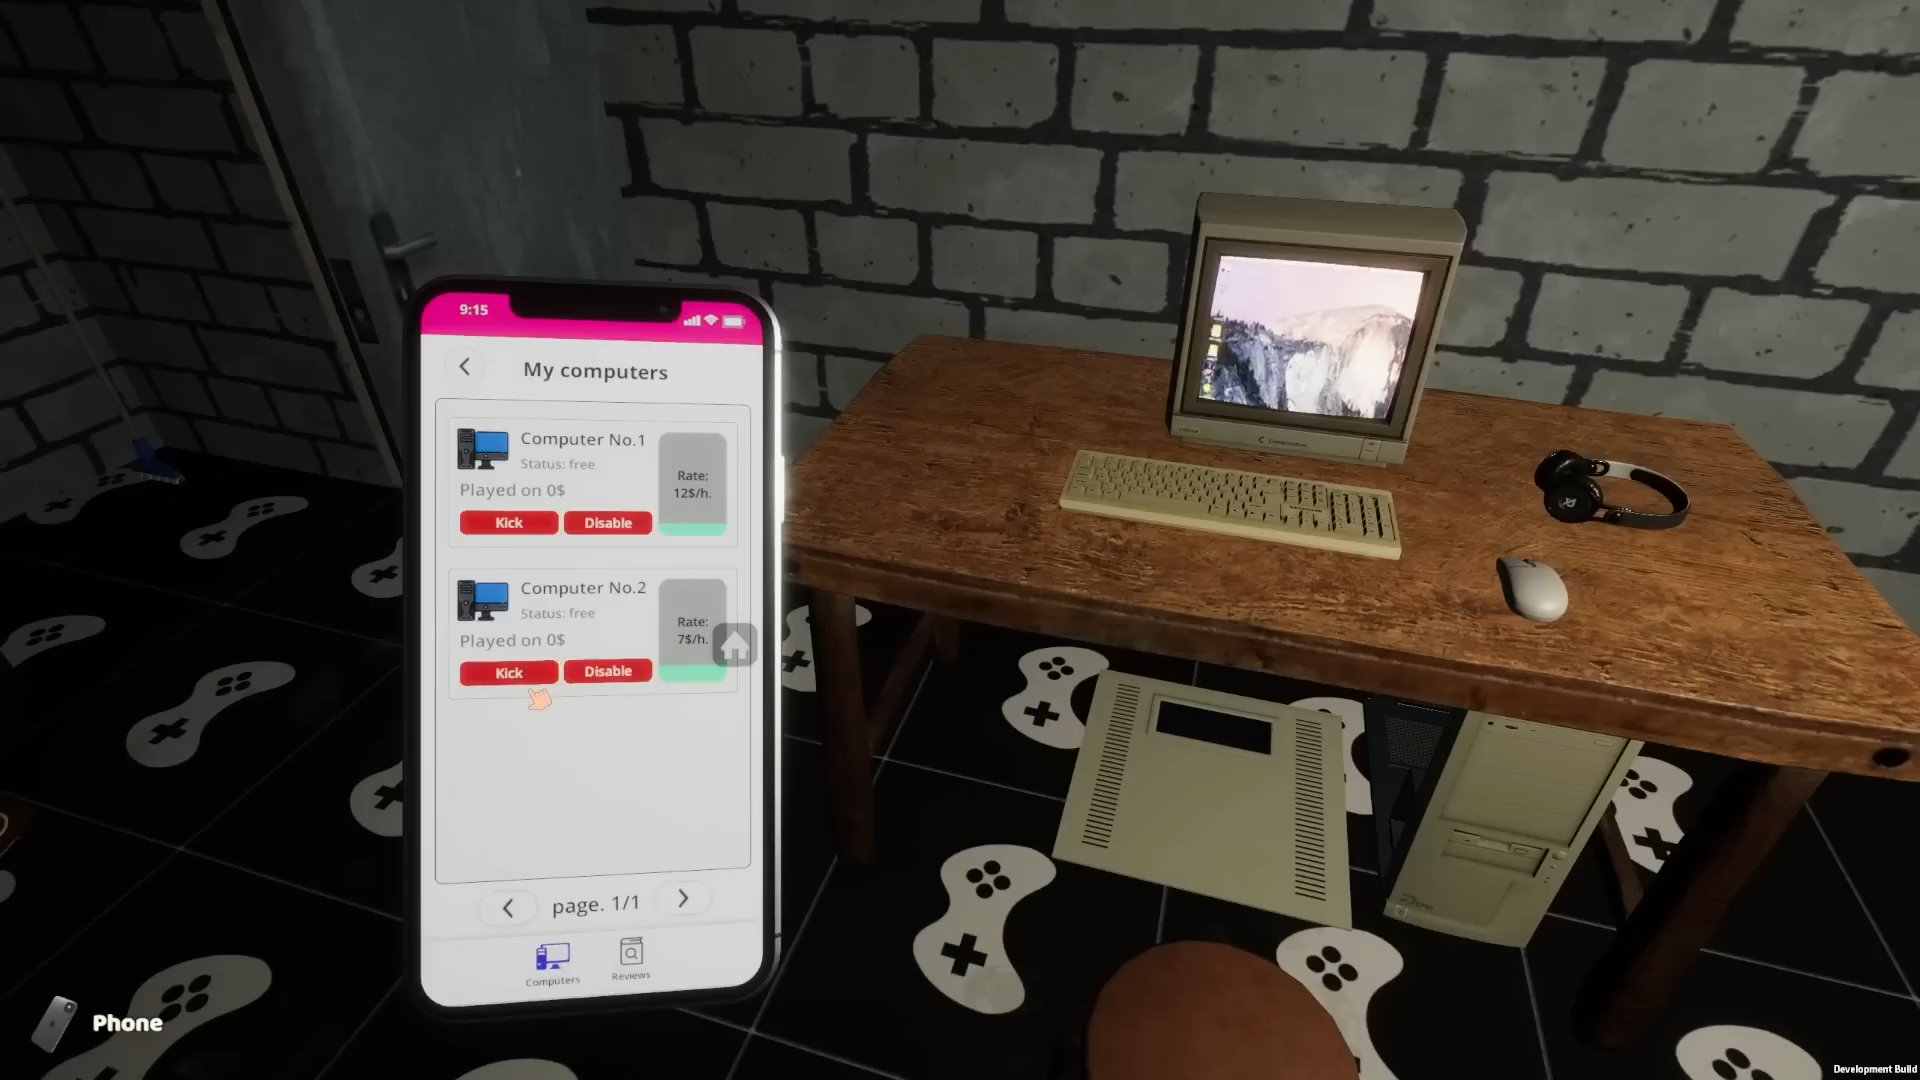 9:15
My computers
Computer No.1
Status: free
Played on 0$
Rate:
12$/h.
Kick
Disable
Computer No.2
Status: free
Played on 0$
Rate:
7$/h.
Kick
Disable
page. 1/1
Computers
Reviews
Phone
Development Build